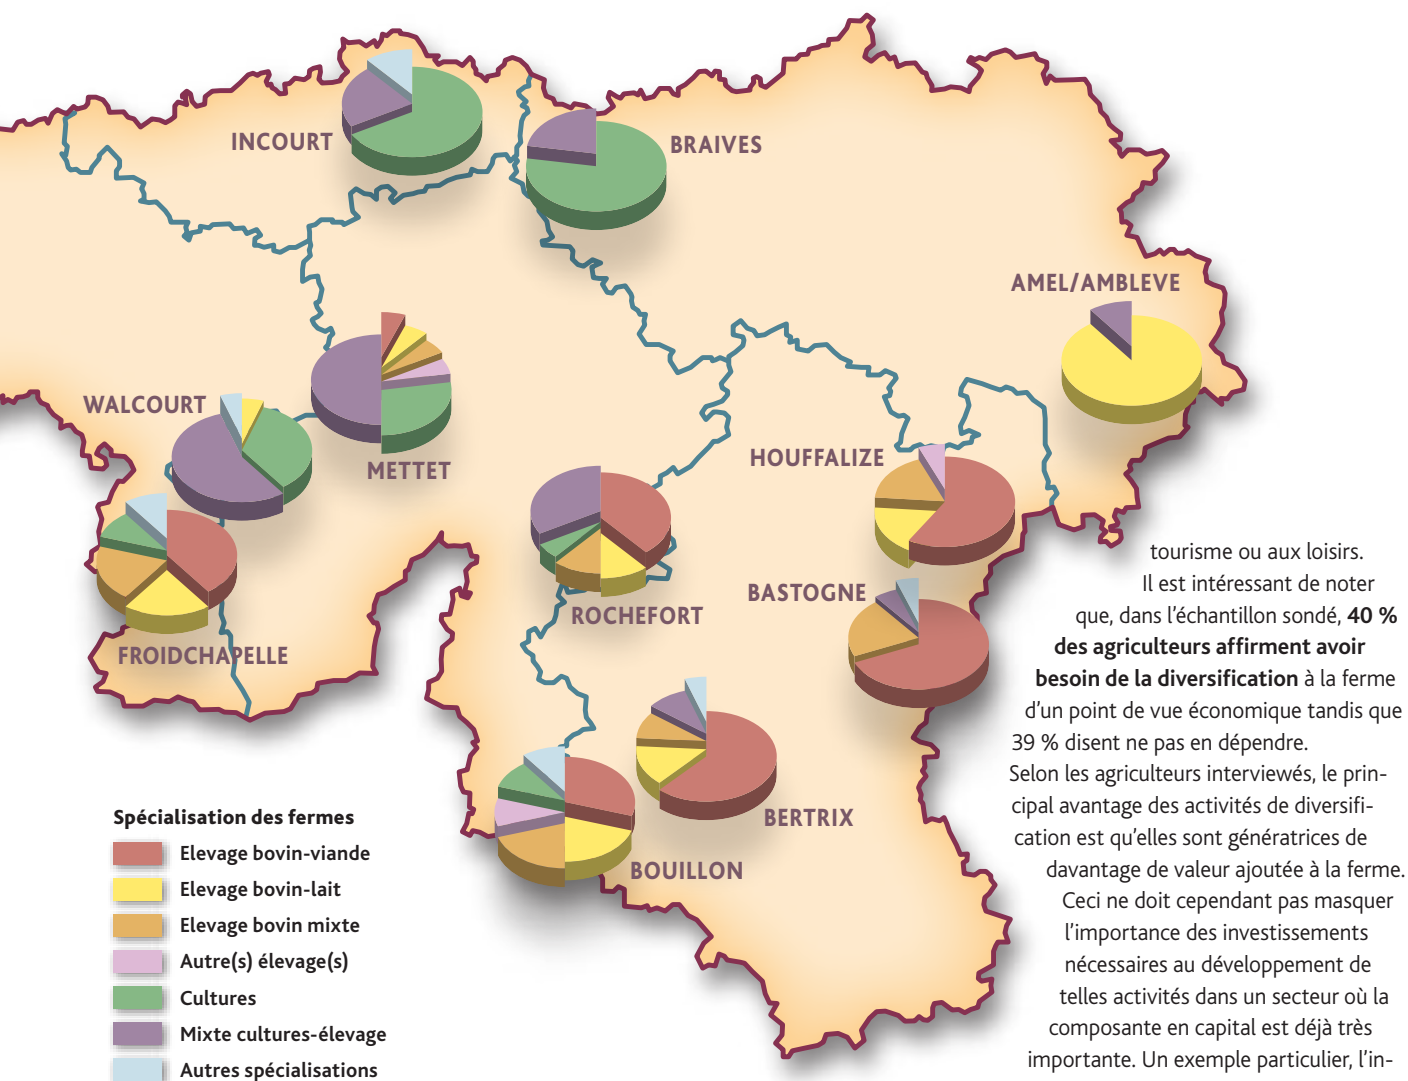 INCOURT
BRAIVES
AMEL/AMBLEVE
WALCOURT
METTET
HOUFFALIZE
BASTOGNE
ROCHEFORT
FROIDCHAPELLE
BERTRIX
BOUILLON
Spécialisation des fermes
Elevage bovin-viande
Elevage bovin-lait
Elevage bovin mixte
Autre(s) élevage(s)
Cultures
Mixte cultures-élevage
Autres spécialisations
tourisme ou aux loisirs.
Il est intéressant de noter
que, dans l'échantillon sondé, 40 %
des agriculteurs affirment avoir
besoin de la diversification à la ferme
d'un point de vue économique tandis que
39 % disent ne pas en dépendre.
Selon les agriculteurs interviewés, le prin-
cipal avantage des activités de diversifi-
cation est qu'elles sont génératrices de
davantage de valeur ajoutée à la ferme.
Ceci ne doit cependant pas masquer
l'importance des investissements
nécessaires au développement de
telles activités dans un secteur où la
composante en capital est déjà très
importante. Un exemple particulier, l'in-